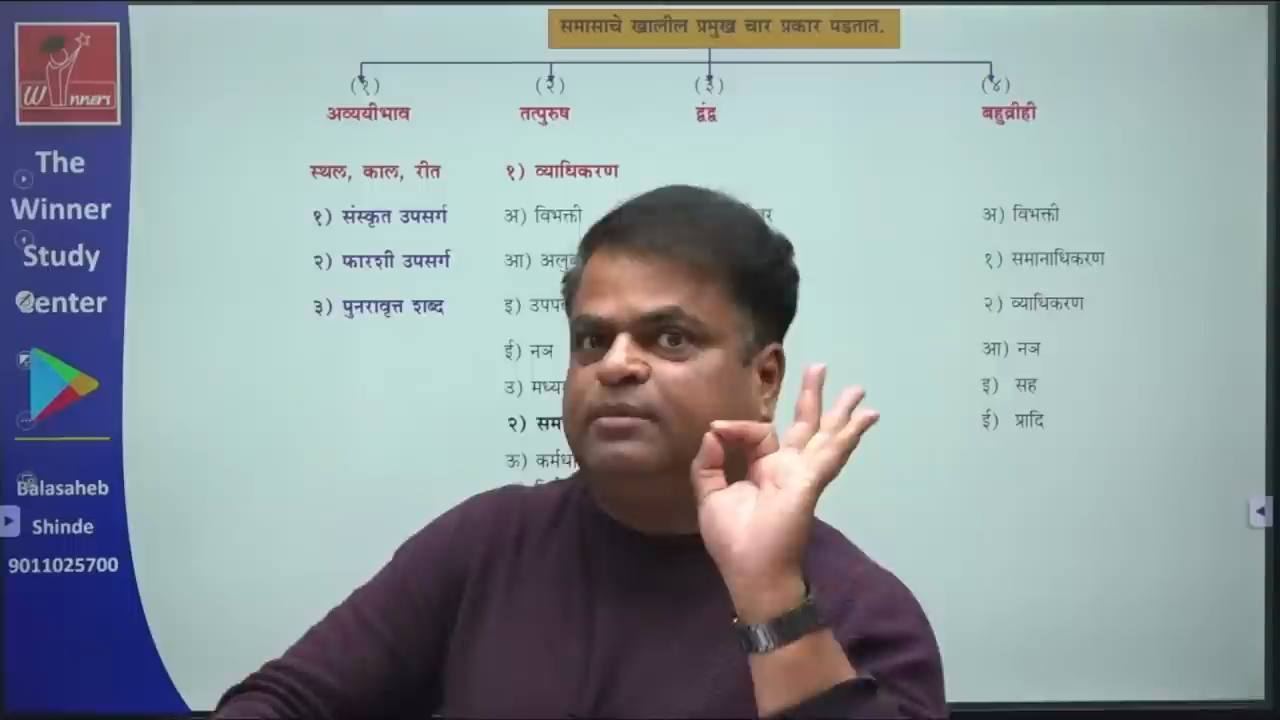 समासाचे खालील प्रमुख चार प्रकार पडतात.
(१)
(२)
(३)
(४)
अव्ययीभाव
तत्पुरुष
द्वंद्व
बहुव्रीही
स्थल, काल, रीत
१) संस्कृत उपसर्ग
२) फारशी उपसर्ग
३) पुनरावृत्त शब्द
१) व्याधिकरण
अ) विभक्ती
आ)
इ)
ई) नञ
उ)
२)
ऊ)
अ) विभक्ती
१) समानाधिकरण
२) व्याधिकरण
आ) नञ
इ) सह
ई) प्रादि
Winners
The
Winner
Study
Center
Balasaheb
Shinde
9011025700